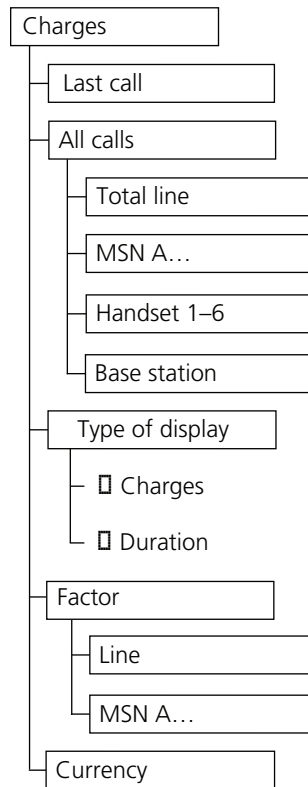 Charges
Last call
All calls
Total line
MSN A…
Handset 1–6
Base station
Type of display
Charges
Duration
Factor
Line
MSN A…
Currency